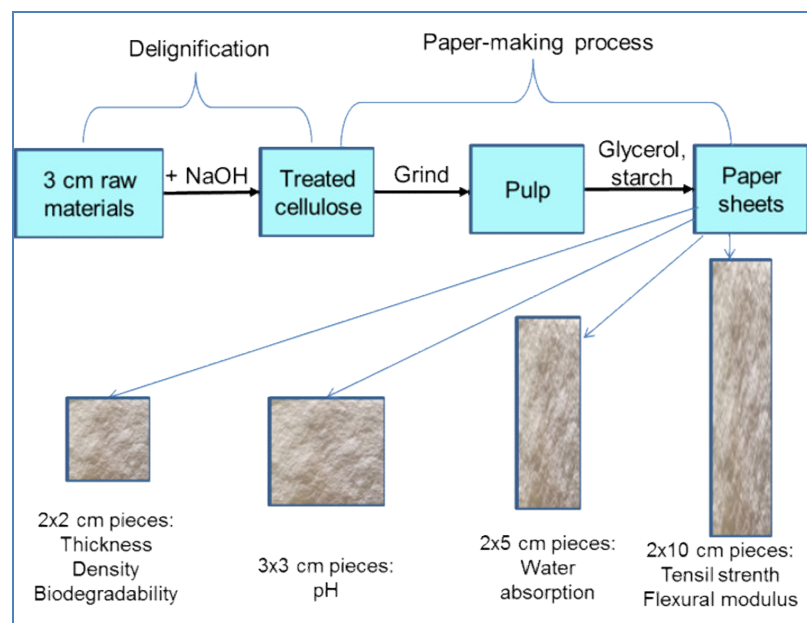 Delignification
Paper-making process
3 cm raw
materials
+ NaOH
Treated
cellulose
Grind
Pulp
Glycerol,
starch
Paper
sheets
2x2 cm pieces:
Thickness
Density
Biodegradability
3x3 cm pieces:
pH
2x5 cm pieces:
Water
absorption
2x10 cm pieces:
Tensil strenth
Flexural modulus